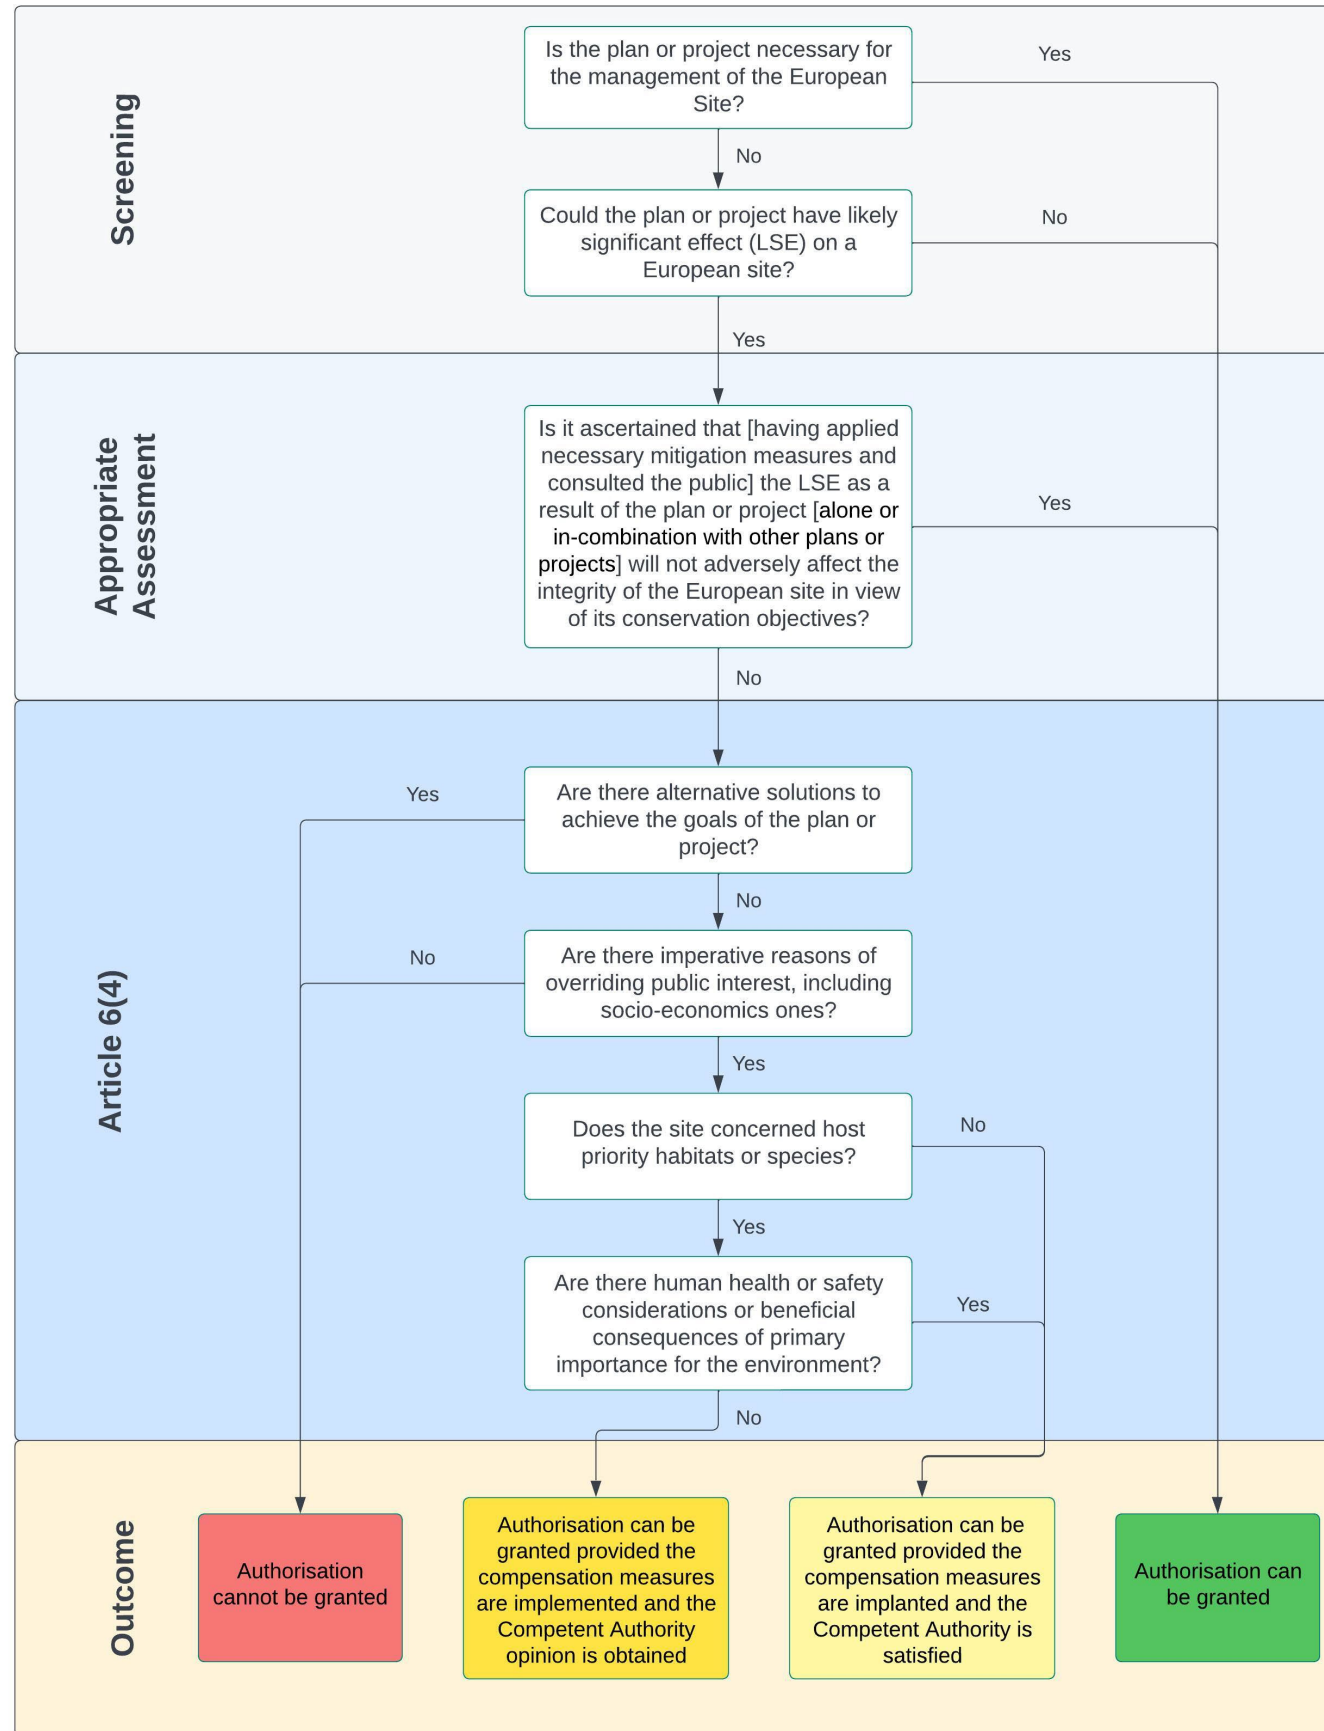 Screening
Is the plan or project necessary for
the management of the European
Site?
Yes
No
Could the plan or project have likely
significant effect (LSE) on a
European site?
No
Yes
Appropriate
Assessment
Is it ascertained that [having applied
necessary mitigation measures and
consulted the public] the LSE as a
result of the plan or project [alone or
in-combination with other plans or
projects] will not adversely affect the
integrity of the European site in view
of its conservation objectives?
Yes
No
Article 6(4)
Are there alternative solutions to
achieve the goals of the plan or
project?
Yes
No
Are there imperative reasons of
overriding public interest, including
socio-economics ones?
No
Yes
Does the site concerned host
priority habitats or species?
No
Yes
Are there human health or safety
considerations or beneficial
consequences of primary
importance for the environment?
Yes
No
Outcome
Authorisation
cannot be granted
Authorisation can be
granted provided the
compensation measures
are implemented and the
Competent Authority
opinion is obtained
Authorisation can be
granted provided the
compensation measures
are implanted and the
Competent Authority is
satisfied
Authorisation can
be granted